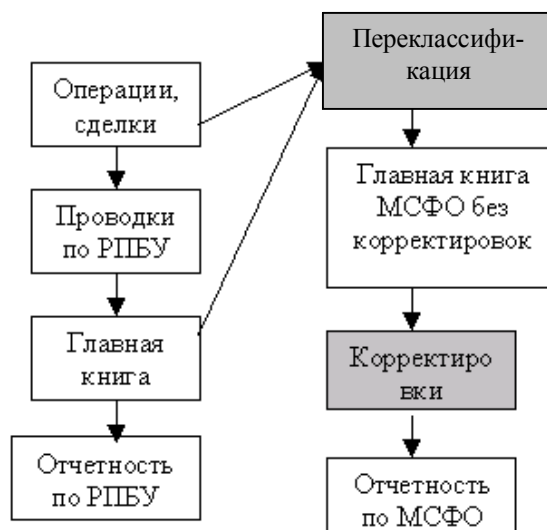 Операции,
сделки
Проводки
по РПБУ
Главная
книга
Отчетность
по РПБУ
Переклассифи-
кация
Главная книга
МСФО без
корректировок
Корректиро
вки
Отчетность
по МСФО